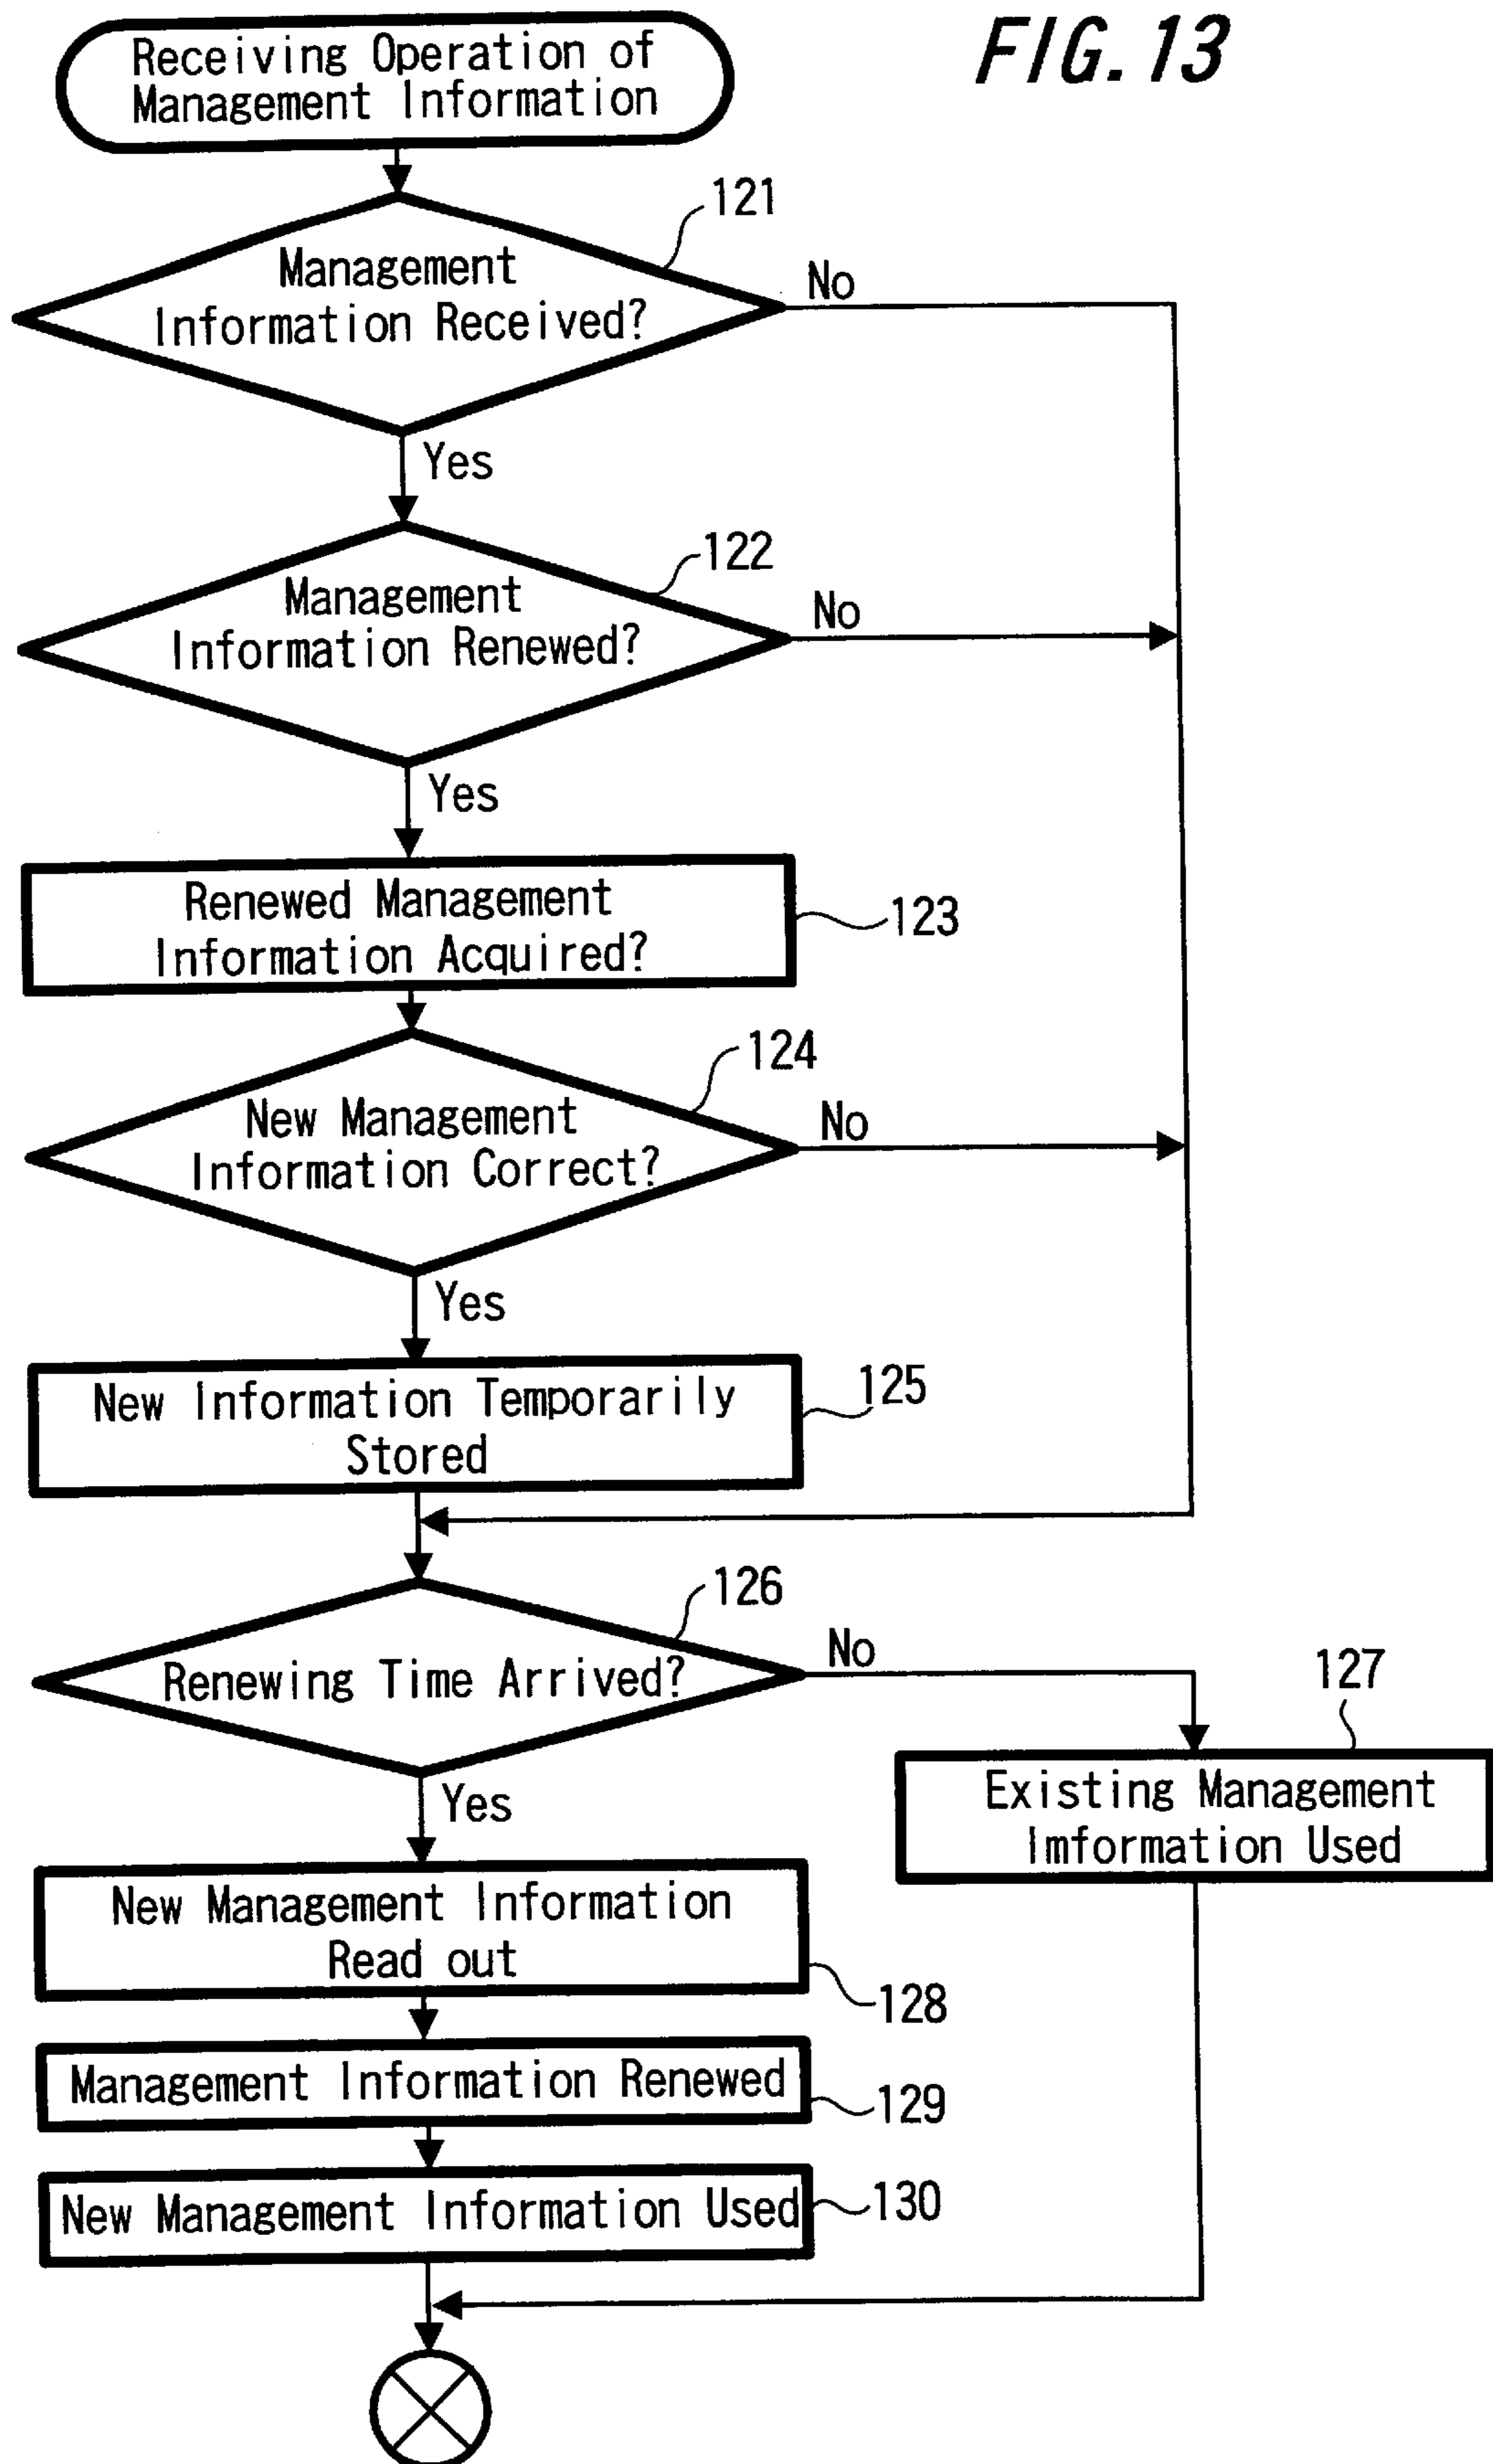 FIG.13
Receiving Operation of
Management Information
121
Management
Information Received?
No
Yes
122
Management
Information Renewed?
No
Yes
Renewed Management
Information Acquired?
123
124
New Management
Information Correct?
No
Yes
New Information Temporarily
Stored
125
126
Renewing Time Arrived?
No
127
Existing Management
Imformation Used
Yes
New Management Information
Read out
128
Management Information Renewed
129
New Management Information Used
130